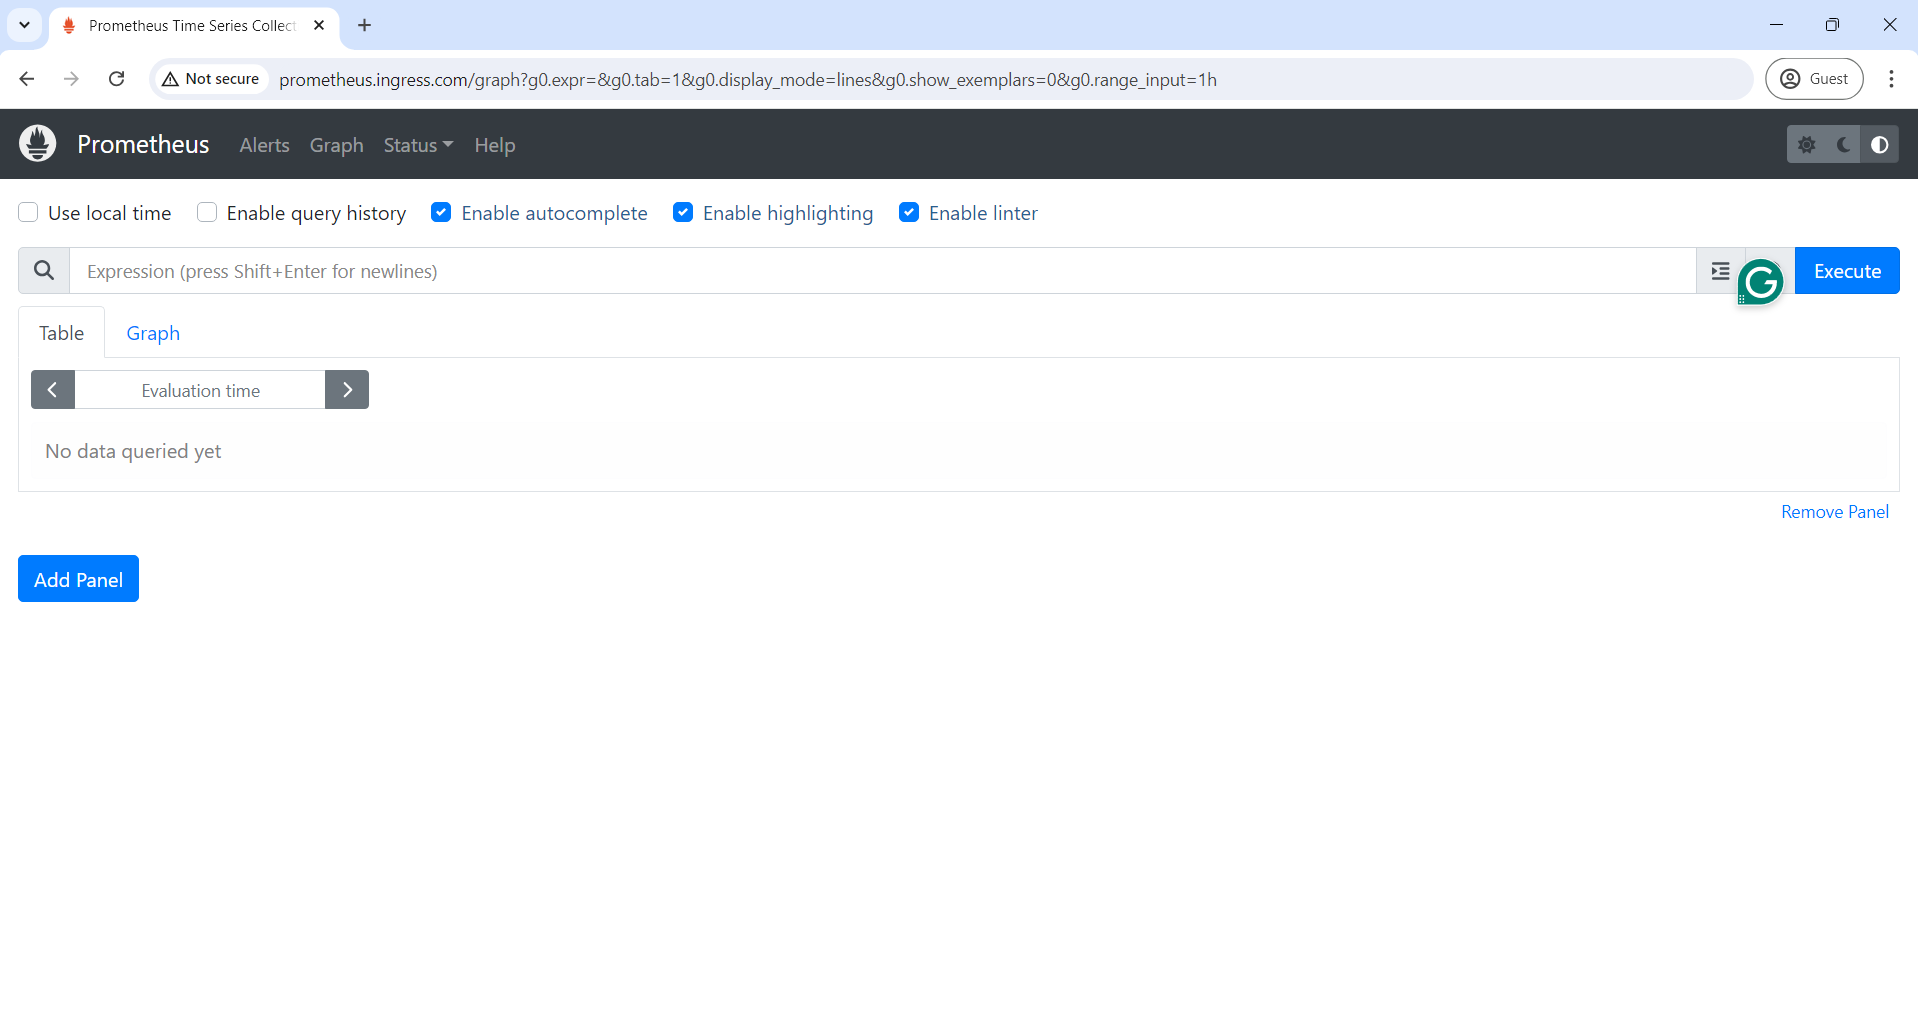 Prometheus Time Series Collect
Not secure prometheus.ingress.com/graph?g0.expr=&g0.tab=1&g0.display_mode=lines&g0.show_exemplars=0&g0.range_input=1h Guest
Prometheus Alerts Graph Status Help
Use local time Enable query history Enable autocomplete Enable highlighting Enable linter
Expression (press Shift+Enter for newlines) Execute
Table Graph
Evaluation time
No data queried yet
Remove Panel
Add Panel